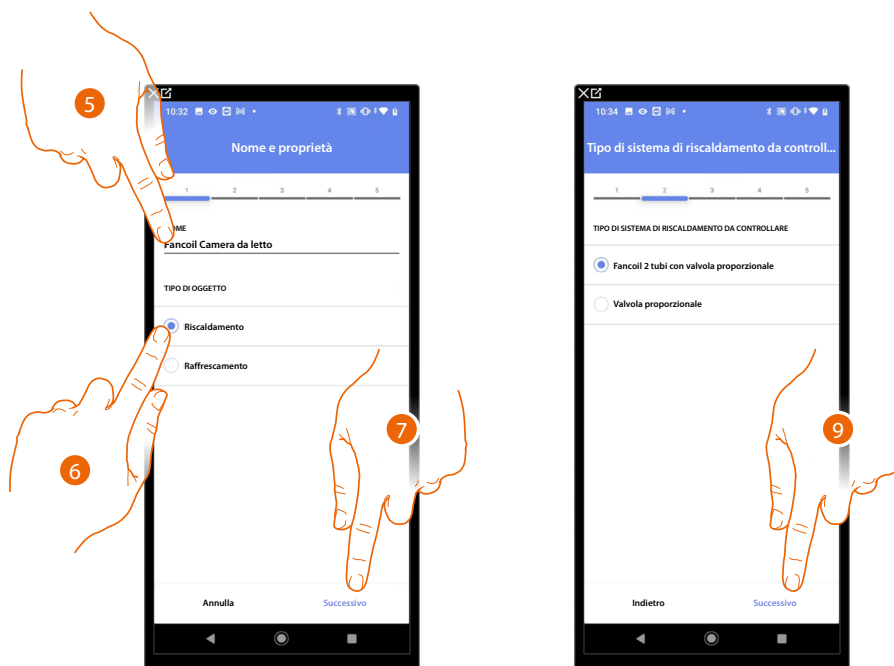 5
10:32
Nome e proprietà
1 2 3 4 5
NOME
Fancoil Camera da letto
TIPO DI OGGETTO
Riscaldamento
Raffrescamento
6
7
Annulla
Successivo
10:34
Tipo di sistema di riscaldamento da controll...
1 2 3 4 5
TIPO DI SISTEMA DI RISCALDAMENTO DA CONTROLLARE
Fancoil 2 tubi con valvola proporzionale
Valvola proporzionale
9
Indietro
Successivo